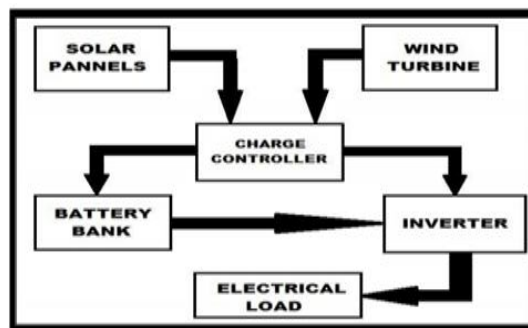 SOLAR
PANNELS
WIND
TURBINE
CHARGE
CONTROLLER
BATTERY
BANK
INVERTER
ELECTRICAL
LOAD